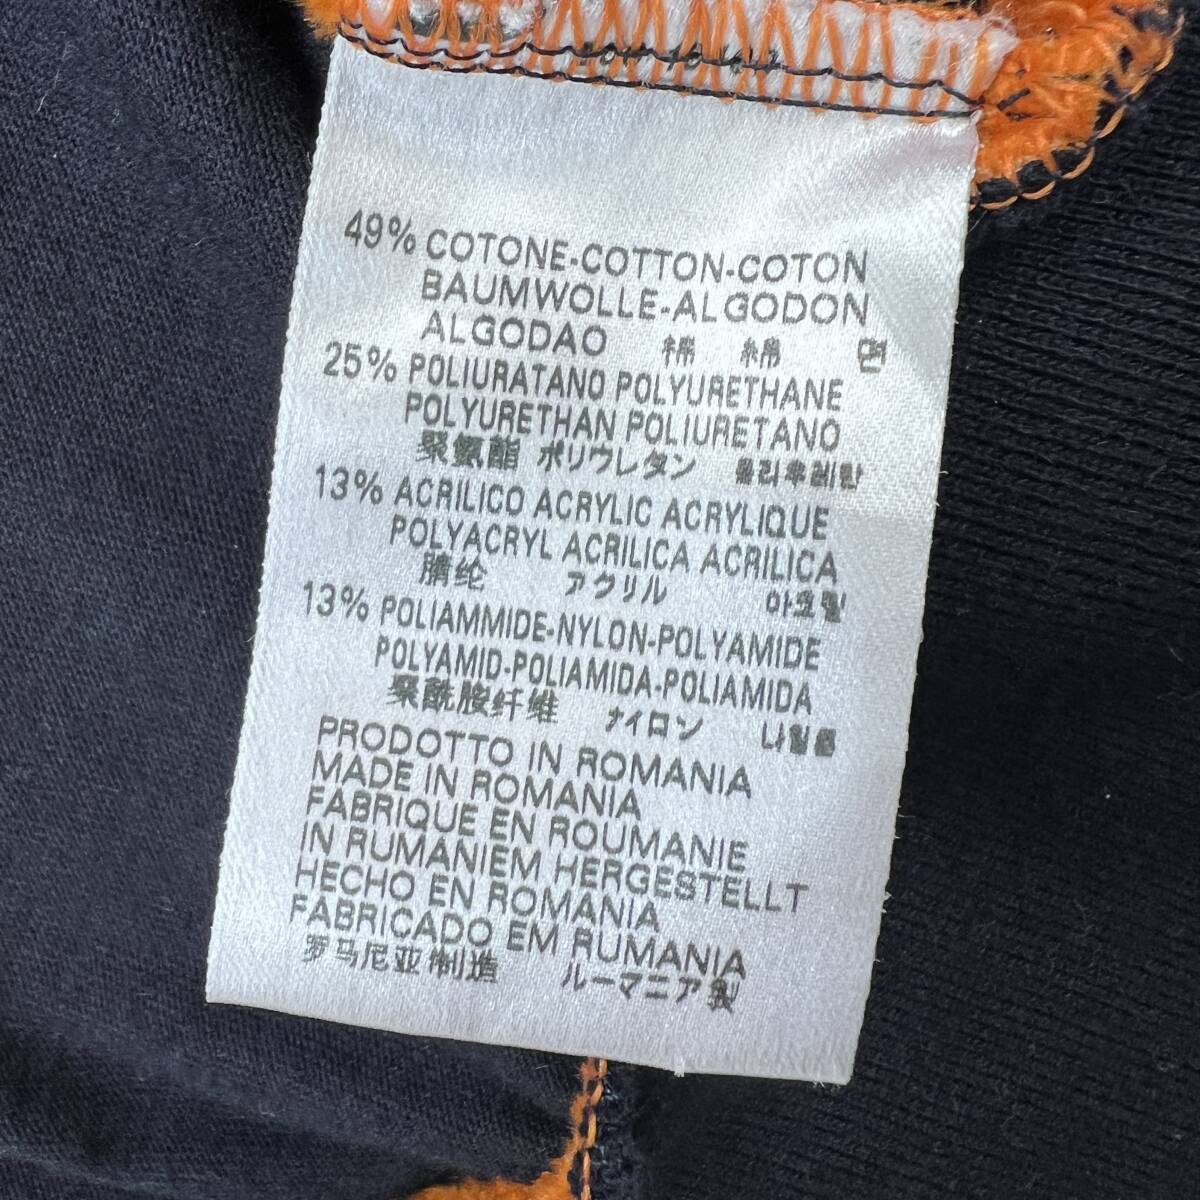 49% COTONE-COTTON-COTON
BAUMWOLLE-ALGODON
ALGODAO 棉 綿 면
25% POLIURATANO POLYURETHANE
POLYURETHAN POLIURETANO
聚氨酯 ポリウレタン 폴리우레탄
13% ACRILICO ACRYLIC ACRYLIQUE
POLYACRYL ACRILICA ACRILICA
腈纶 アクリル
13% POLIAMMIDE-NYLON-POLYAMIDE
POLYAMID-POLIAMIDA-POLIAMIDA
聚酰胺纤维 ナイロン 나일론
PRODOTTO IN ROMANIA
MADE IN ROMANIA
FABRIQUE EN ROUMANIE
IN RUMANIEM HERGESTELLT
HECHO EN ROMANIA
FABRICADO EM RUMANIA
罗马尼亚制造 ルーマニア製